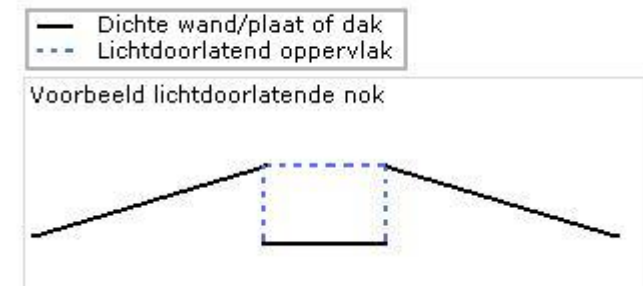 Dichte wand/plaat of dak
Lichtdoorlatend oppervlak
Voorbeeld lichtdoorlatende nok